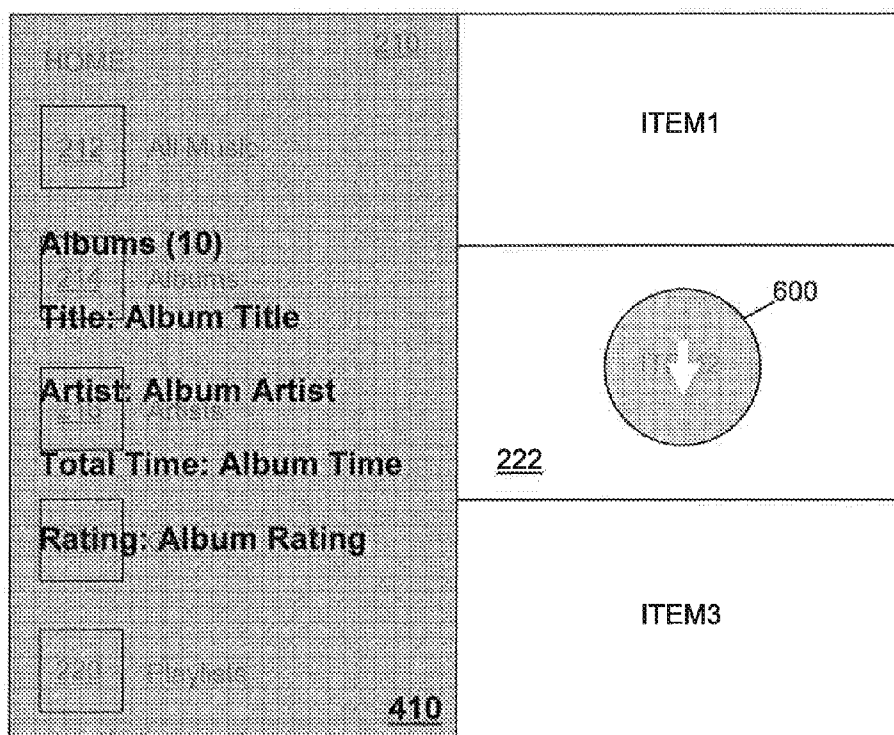 HOME 210
212 All Music
Albums (10)
214 Albums
Title: Album Title
Artist: Album Artist
Artists
Total Time: Album Time
Rating: Album Rating
220 Playlists
410
ITEM1
600
222
ITEM3